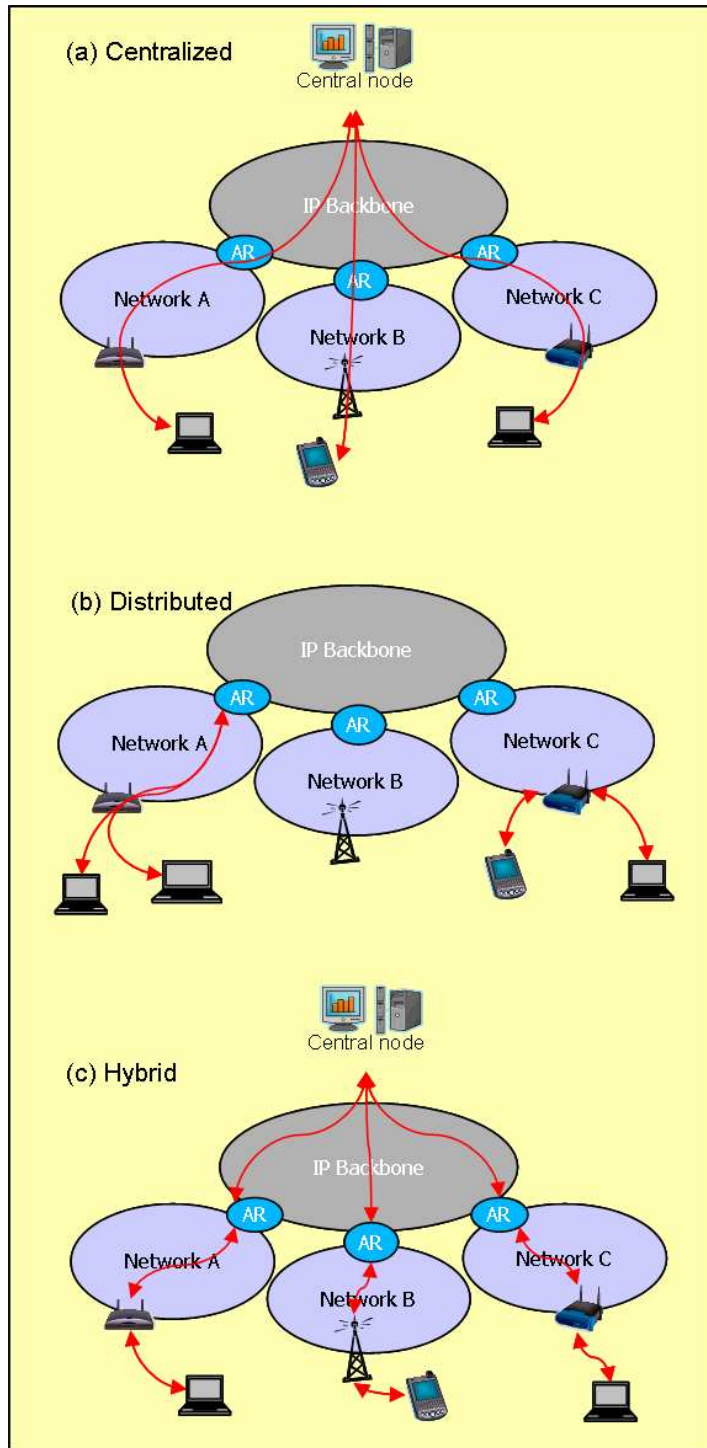 (a) Centralized
Central node
IP Backbone
AR
AR
AR
Network A
Network B
Network C
(b) Distributed
IP Backbone
AR
AR
AR
Network A
Network B
Network C
Central node
(c) Hybrid
IP Backbone
AR
AR
AR
Network A
Network B
Network C